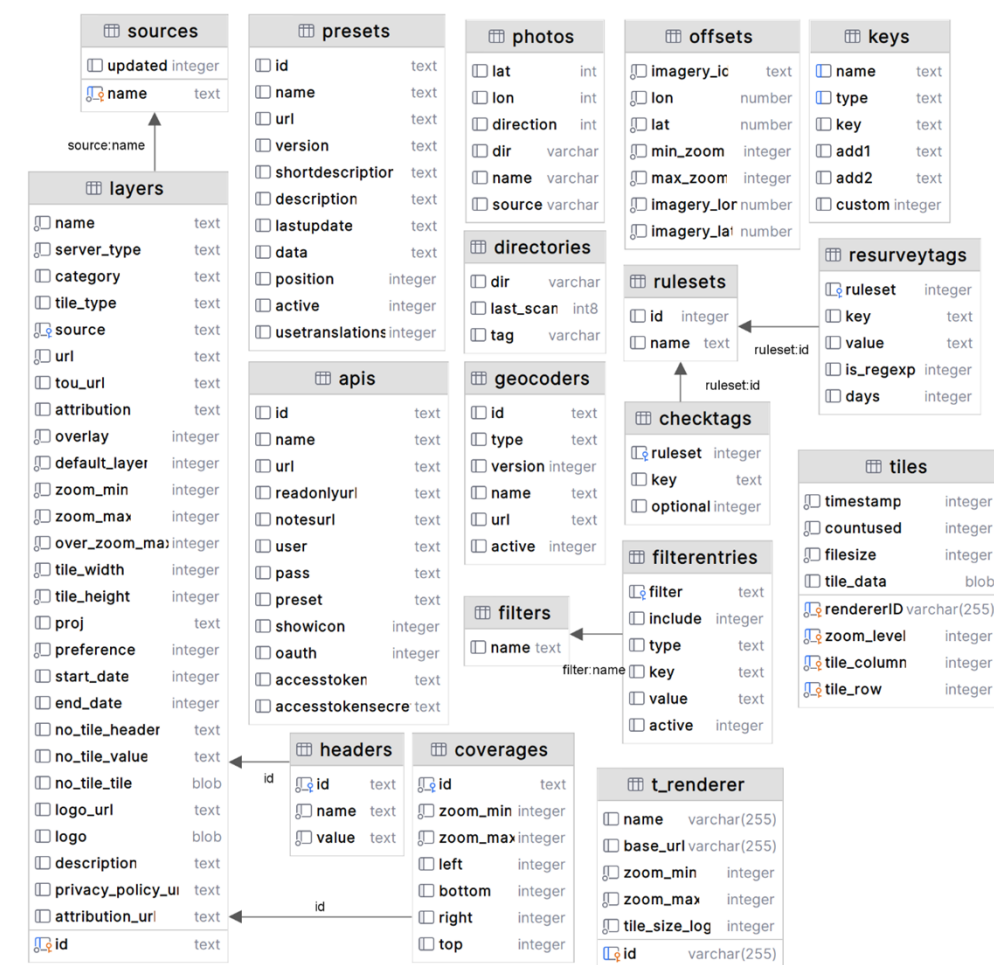 sources
updated integer
name text
source:name
layers
name text
server_type text
category text
tile_type text
source text
url text
tou_url text
attribution text
overlay integer
default_layer integer
zoom_min integer
zoom_max integer
over_zoom_max integer
tile_width integer
tile_height integer
proj text
preference integer
start_date integer
end_date integer
no_tile_header text
no_tile_value text
no_tile_tile blob
logo_url text
logo blob
description text
privacy_policy_u text
attribution_url text
id text
presets
id text
name text
url text
version text
shortdescription text
description text
lastupdate text
data text
position integer
active integer
usetranslations integer
apis
id text
name text
url text
readonlyurl text
notesurl text
user text
pass text
preset text
showicon integer
oauth integer
accesstoken text
accesstokensecre text
photos
lat int
lon int
direction int
dir varchar
name varchar
source varchar
directories
dir varchar
last_scan int8
tag varchar
geocoders
id text
type text
version integer
name text
url text
active integer
filters
name text
filter:name
offsets
imagery_id text
lon number
lat number
min_zoom integer
max_zoom integer
imagery_lon number
imagery_lat number
keys
name text
type text
key text
add1 text
add2 text
custom integer
rulesets
id integer
name text
ruleset:id
resurveytags
ruleset integer
key text
value text
is_regexp integer
days integer
ruleset:id
checktags
ruleset integer
key text
optional integer
filterentries
filter text
include integer
type text
key text
value text
active integer
tiles
timestamp integer
countused integer
filesize integer
tile_data blob
rendererID varchar(255)
zoom_level integer
tile_column integer
tile_row integer
headers
id text
name text
value text
id
coverages
id text
zoom_min integer
zoom_max integer
left integer
bottom integer
right integer
top integer
id
t_renderer
name varchar(255)
base_url varchar(255)
zoom_min integer
zoom_max integer
tile_size_log integer
id varchar(255)